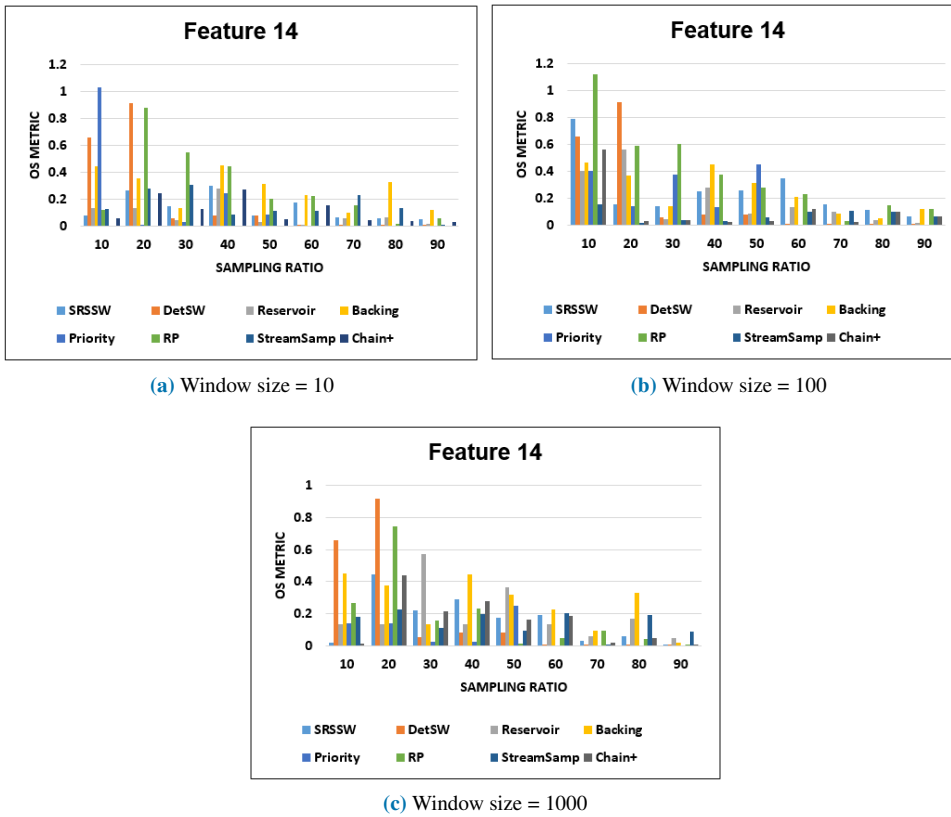 Feature 14
1.2
1
0.8
0.6
0.4
0.2
0
OS METRIC
10 20 30 40 50 60 70 80 90
SAMPLING RATIO
SRSSW DetSW Reservoir Backing
Priority RP StreamSamp Chain+
(a) Window size = 10
Feature 14
1.2
1
0.8
0.6
0.4
0.2
0
OS METRIC
10 20 30 40 50 60 70 80 90
SAMPLING RATIO
SRSSW DetSW Reservoir Backing
Priority RP StreamSamp Chain+
(b) Window size = 100
Feature 14
1
0.8
0.6
0.4
0.2
0
OS METRIC
10 20 30 40 50 60 70 80 90
SAMPLING RATIO
SRSSW DetSW Reservoir Backing
Priority RP StreamSamp Chain+
(c) Window size = 1000